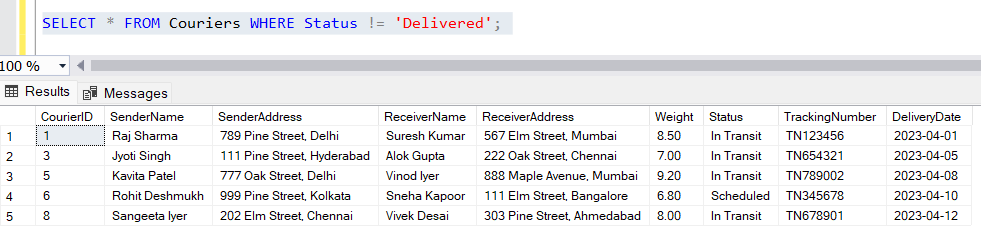 SELECT * FROM Couriers WHERE Status != 'Delivered';
100 %
Results Messages
CourierID SenderName SenderAddress ReceiverName ReceiverAddress Weight Status TrackingNumber DeliveryDate
1 1 Raj Sharma 789 Pine Street, Delhi Suresh Kumar 567 Elm Street, Mumbai 8.50 In Transit TN123456 2023-04-01
2 3 Jyoti Singh 111 Pine Street, Hyderabad Alok Gupta 222 Oak Street, Chennai 7.00 In Transit TN654321 2023-04-05
3 5 Kavita Patel 777 Oak Street, Delhi Vinod Iyer 888 Maple Avenue, Mumbai 9.20 In Transit TN789002 2023-04-08
4 6 Rohit Deshmukh 999 Pine Street, Kolkata Sneha Kapoor 111 Elm Street, Bangalore 6.80 Scheduled TN345678 2023-04-10
5 8 Sangeeta Iyer 202 Elm Street, Chennai Vivek Desai 303 Pine Street, Ahmedabad 8.00 In Transit TN678901 2023-04-12